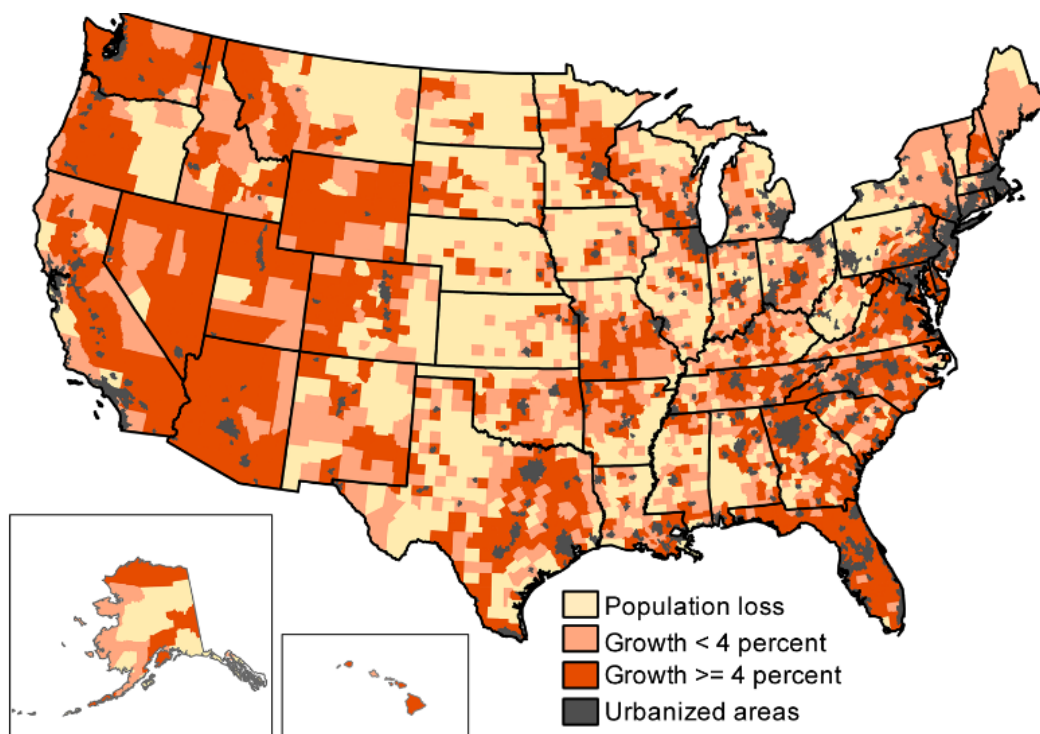 Population loss
Growth < 4 percent
Growth >= 4 percent
Urbanized areas